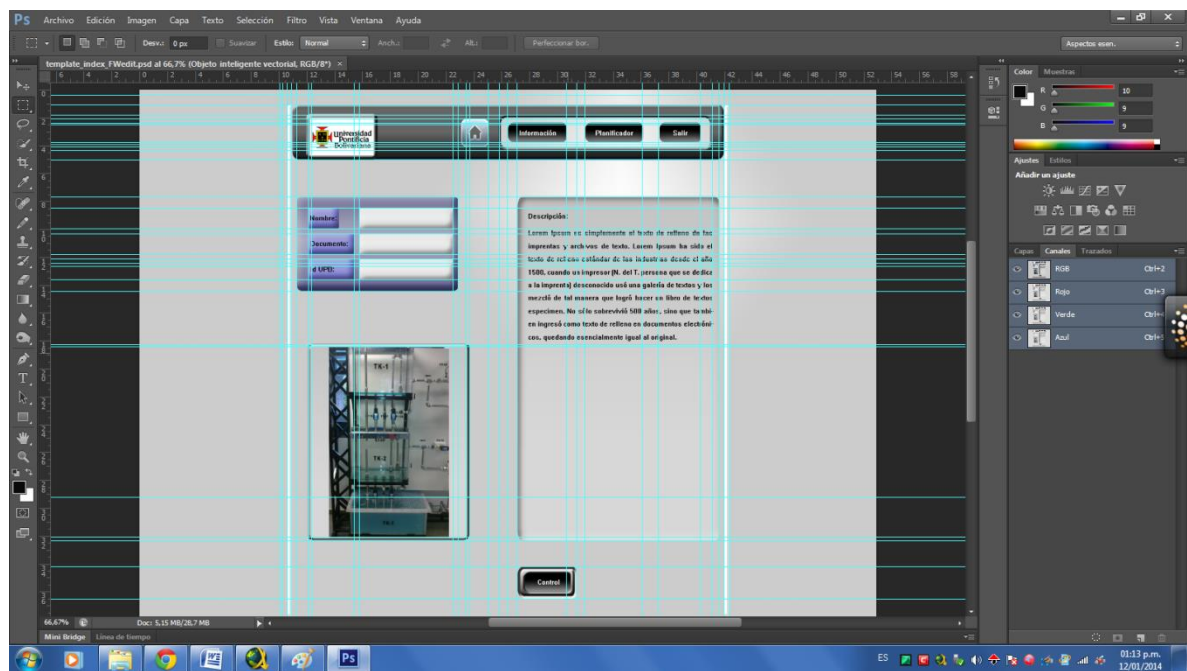 Ps Archivo Edición Imagen Capa Texto Selección Filtro Vista Ventana Ayuda
Desv.: 0 px Suavizar Estilo: Normal Anch.: Alt.: Perfeccionar bor. Aspectos esen.
template_index_FWedit.psd al 66,7% (Objeto inteligente vectorial, RGB/8*) ×
Color Muestras
R 10
G 9
B 9
Universidad
Pontificia
Bolivariana
Información Planificador Salir
Ajustes Estilos
Añadir un ajuste
Nombre:
Documento:
d UPB:
Descripción:
Lorem Ipsum es simplemente el texto de relleno de las
imprentas y archivos de texto. Lorem Ipsum ha sido el
texto de relleno estándar de las industrias desde el año
1500, cuando un impresor (N. del T. persona que se dedica
a la imprenta) desconocido usó una galería de textos y los
mezcló de tal manera que logró hacer un libro de textos
especimen. No sólo sobrevivió 500 años, sino que tambi-
en ingresó como texto de relleno en documentos electróni-
cos, quedando esencialmente igual al original.
Capas Canales Trazados
RGB Ctrl+2
Rojo Ctrl+3
Verde Ctrl+4
Azul Ctrl+5
TK-1
TK-2
Control
66,67% Doc: 5,15 MB/28,7 MB
Mini Bridge Línea de tiempo
Ps
ES
01:13 p.m.
12/01/2014